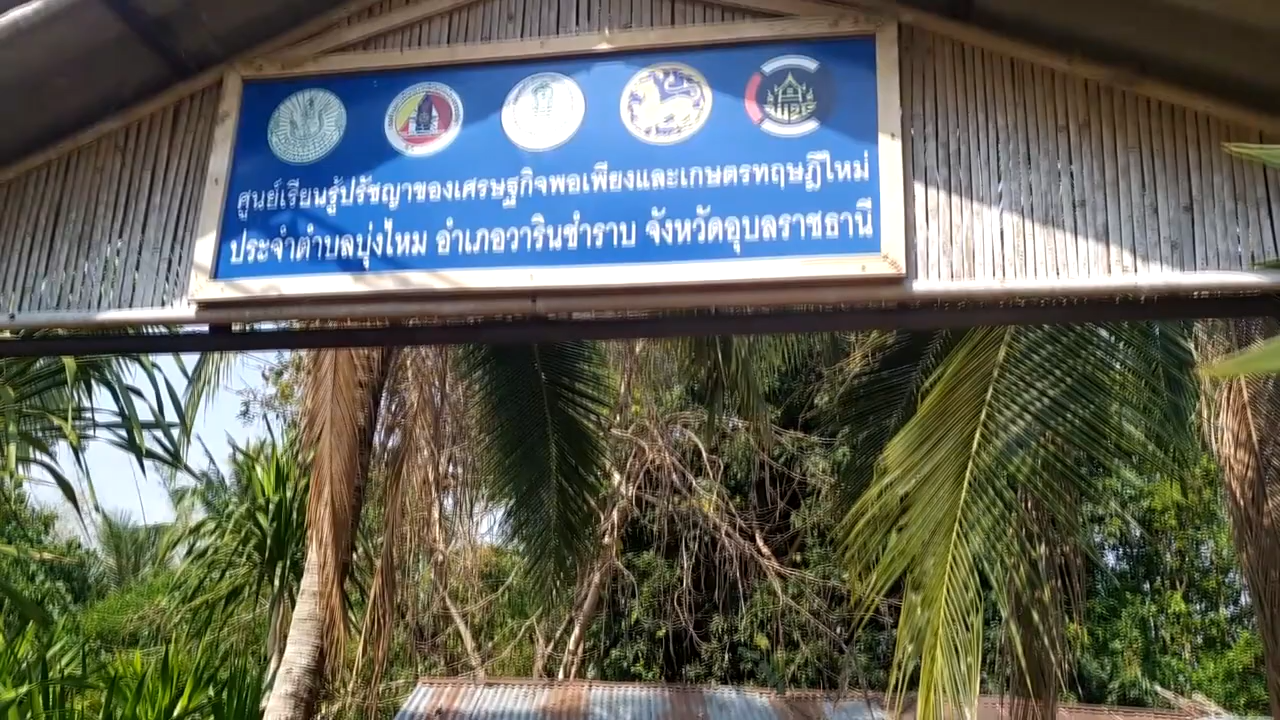 ศูนย์เรียนรู้ปรัชญาของเศรษฐกิจพอเพียงและเกษตรทฤษฎีใหม่
ประจำตำบลบุ่งไหม อำเภอวารินชำราบ จังหวัดอุบลราชธานี